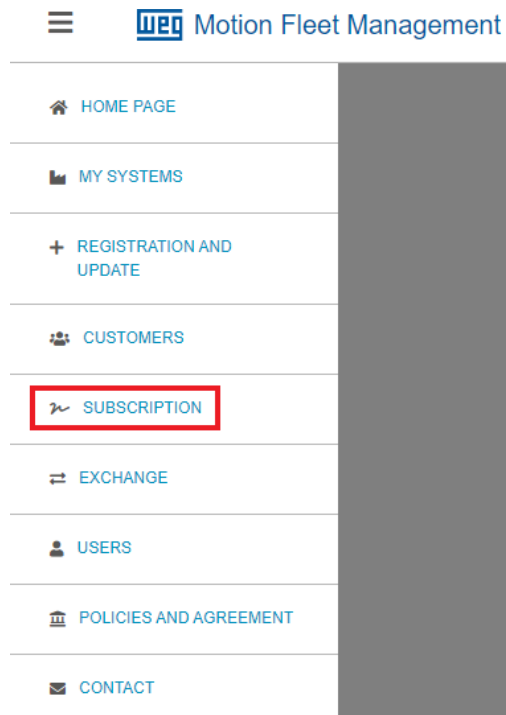 WEG Motion Fleet Management
HOME PAGE
MY SYSTEMS
REGISTRATION AND
UPDATE
CUSTOMERS
SUBSCRIPTION
EXCHANGE
USERS
POLICIES AND AGREEMENT
CONTACT